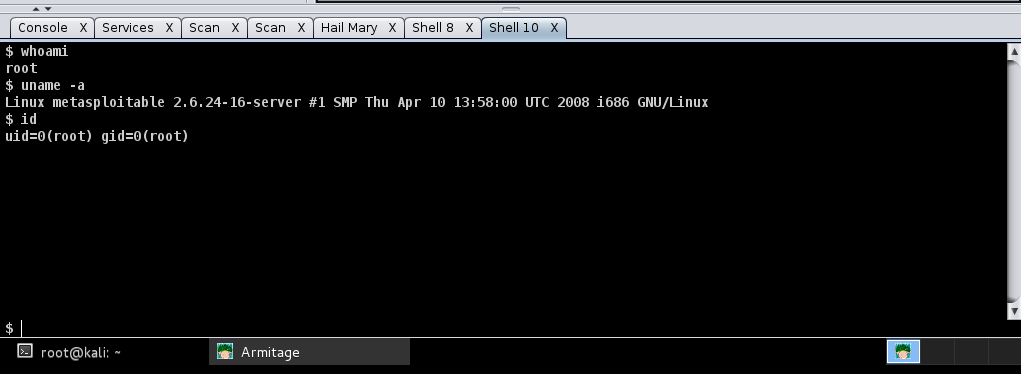 Console X Services X Scan X Scan X Hail Mary X Shell 8 X Shell 10 X
$ whoami
root
$ uname -a
Linux metasploitable 2.6.24-16-server #1 SMP Thu Apr 10 13:58:00 UTC 2008 i686 GNU/Linux
$ id
uid=0(root) gid=0(root)
$
root@kali: ~ Armitage